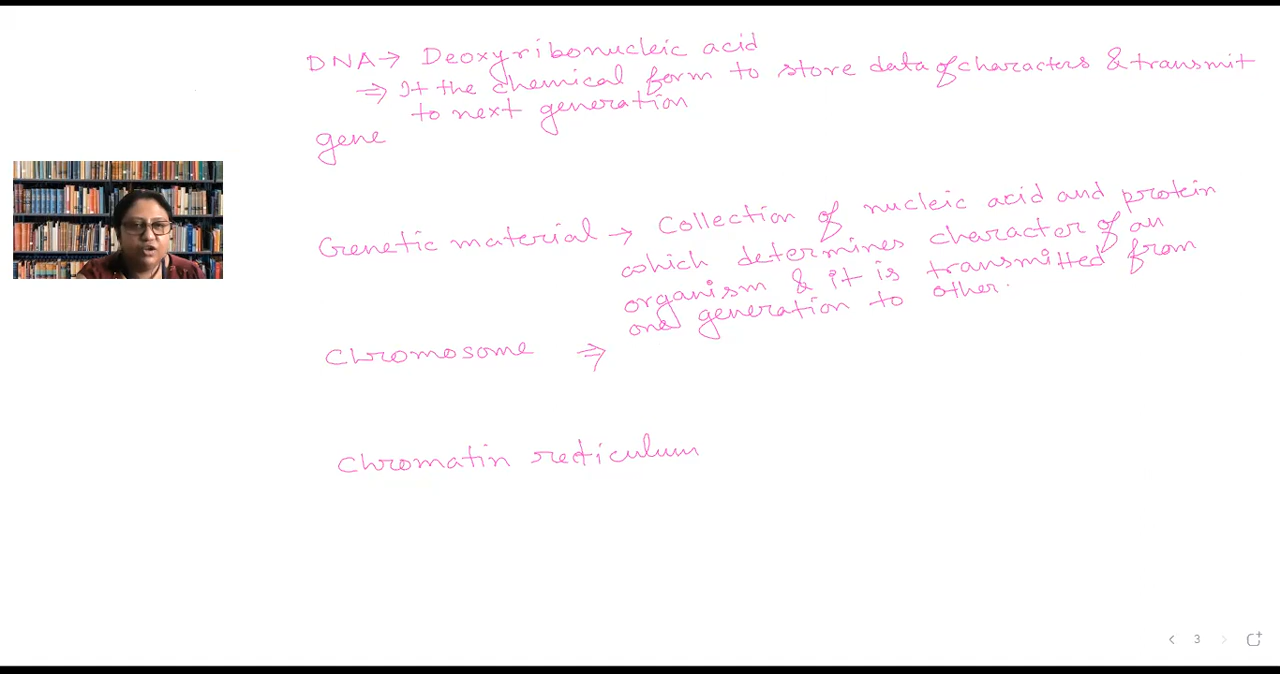 DNA → Deoxyribonucleic acid
⇒ It the chemical form to store data of characters & transmit
to next generation
gene
Genetic material → Collection of nucleic acid and protein
which determines character of an
organism & it is transmitted from
one generation to other.
Chromosome ⇒
Chromatin recticulum
3